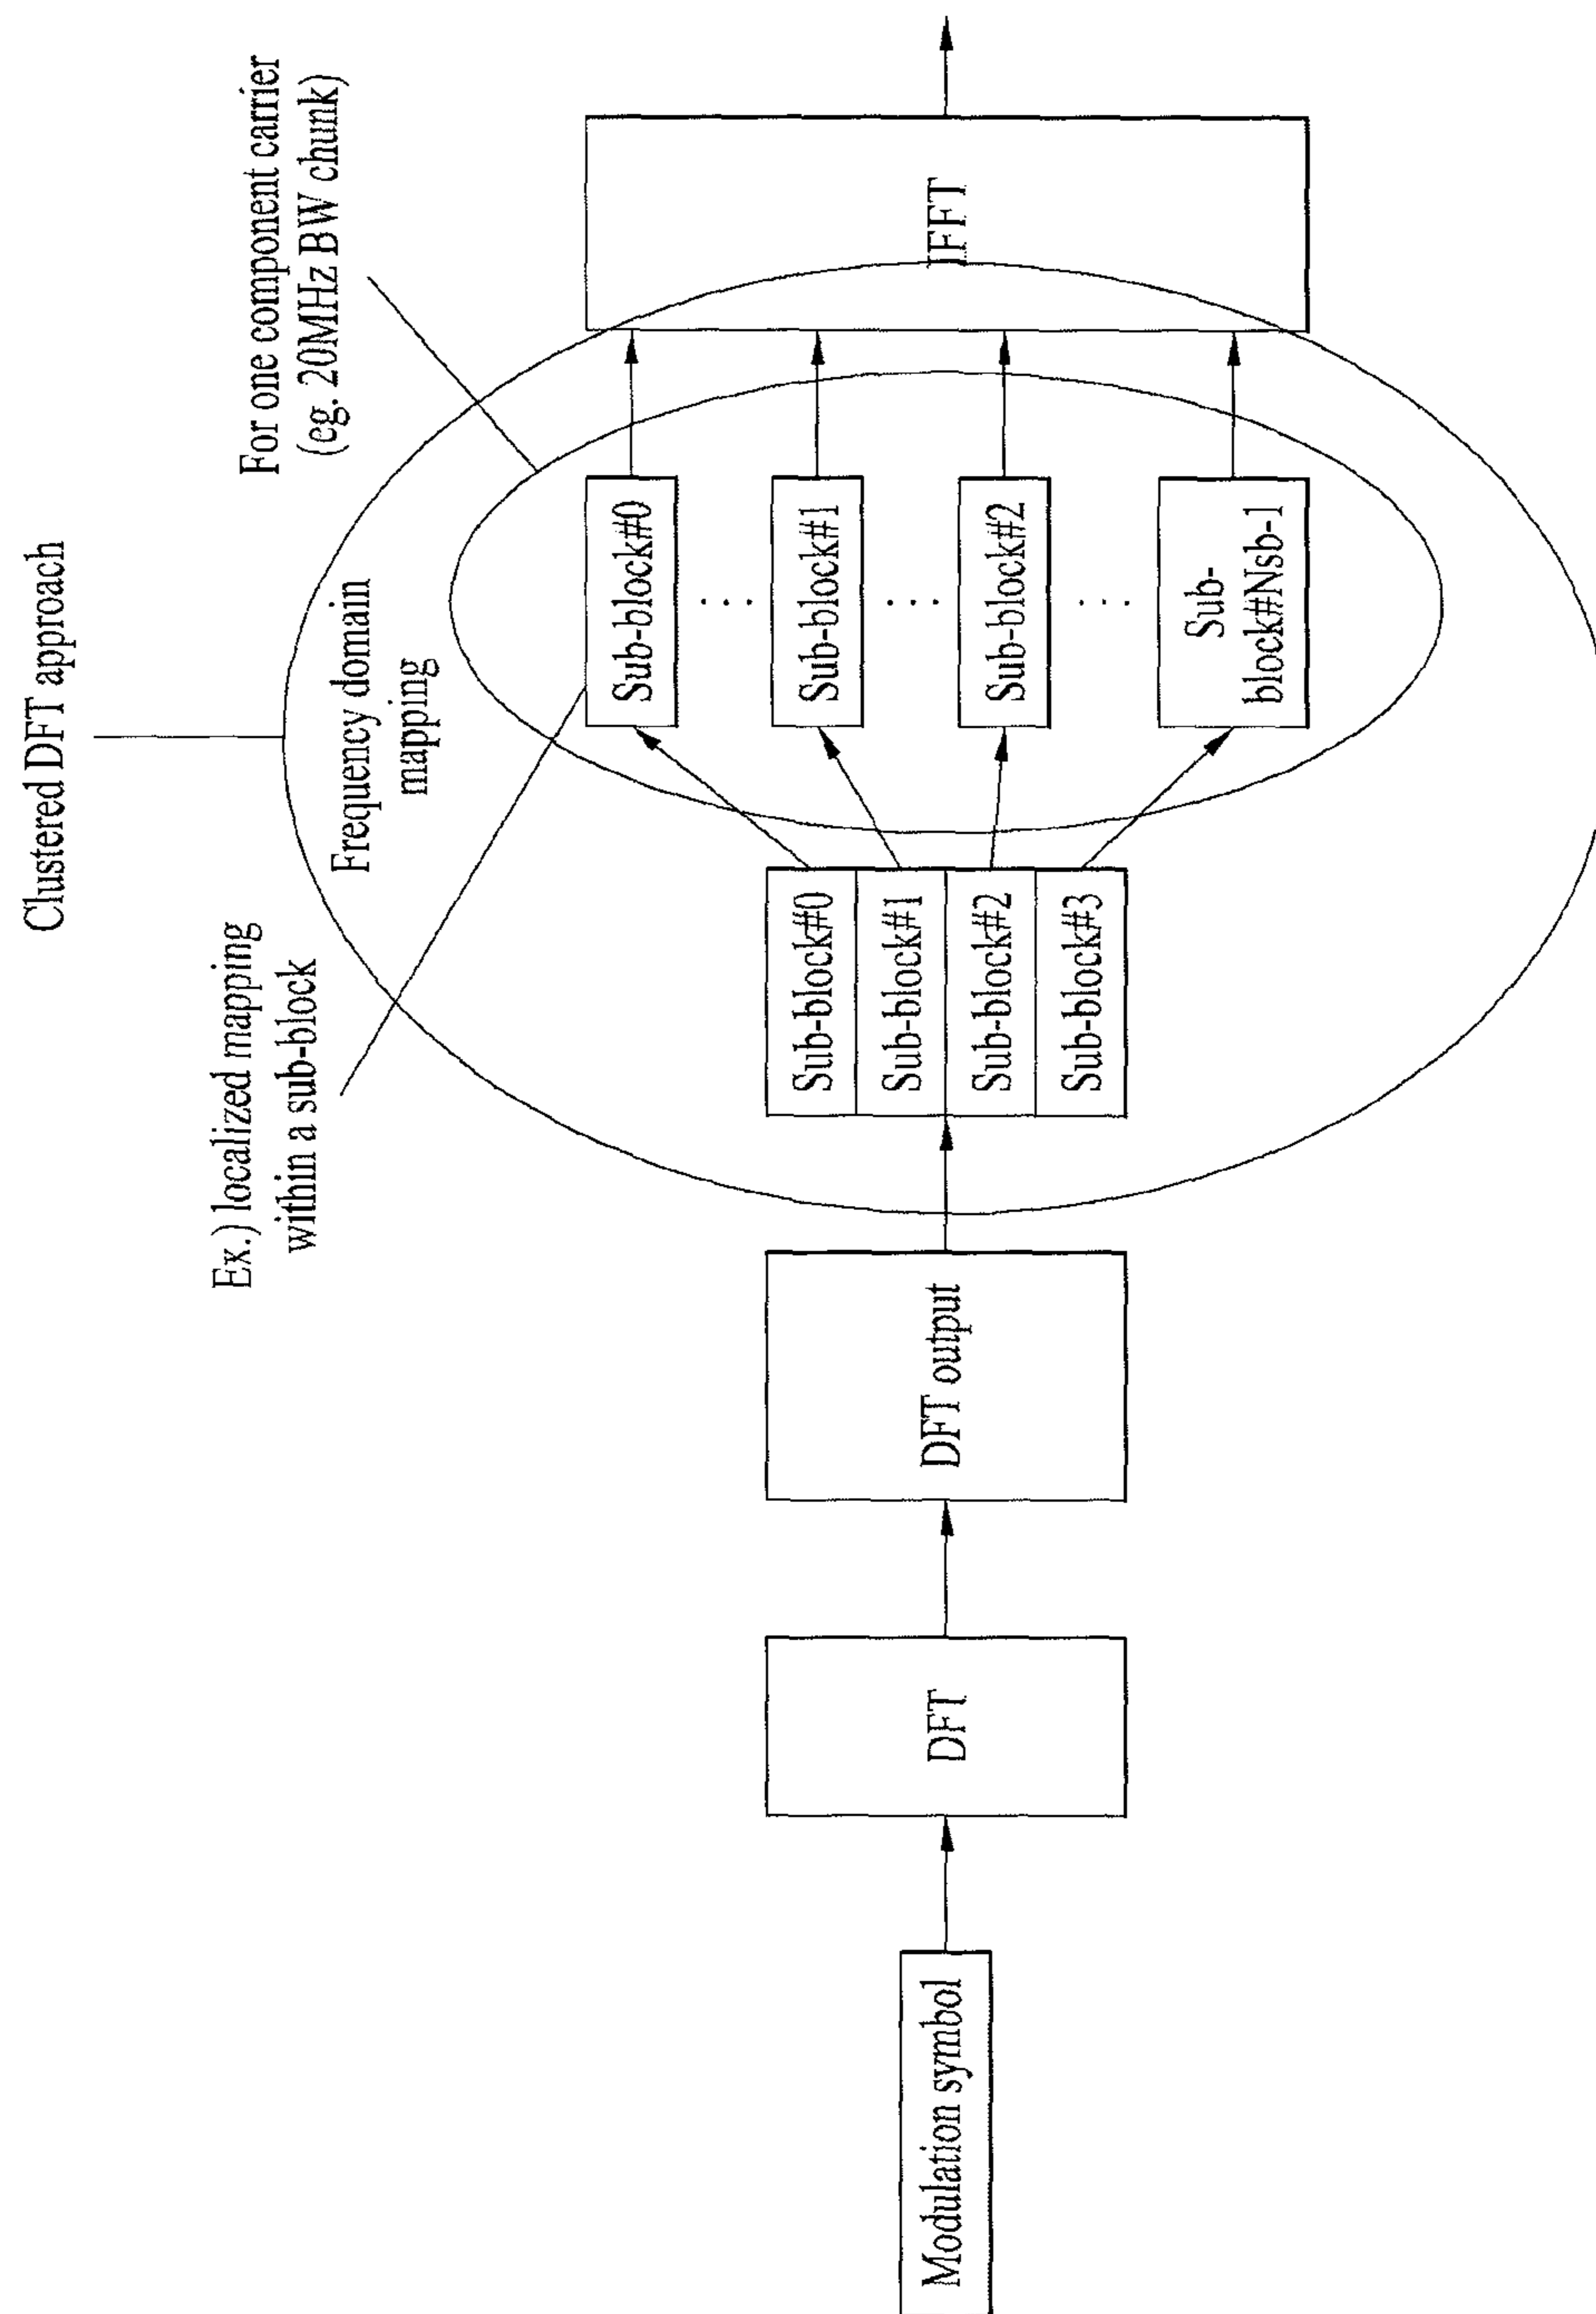 Clustered DFT approach
For one component carrier
(eg. 20MHz BW chunk)
Ex.) localized mapping
within a sub-block
Frequency domain
mapping
Modulation symbol
DFT
DFT output
Sub-block#0
Sub-block#1
Sub-block#2
Sub-block#3
Sub-block#0
...
Sub-block#1
...
Sub-block#2
...
Sub-
block#Nsb-1
IFFT